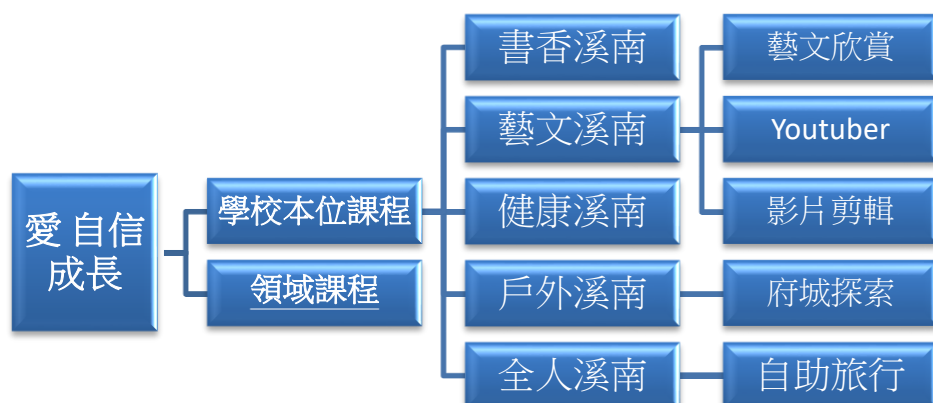 愛 自信
成長
學校本位課程
領域課程
書香溪南
藝文溪南
健康溪南
戶外溪南
全人溪南
藝文欣賞
Youtuber
影片剪輯
府城探索
自助旅行